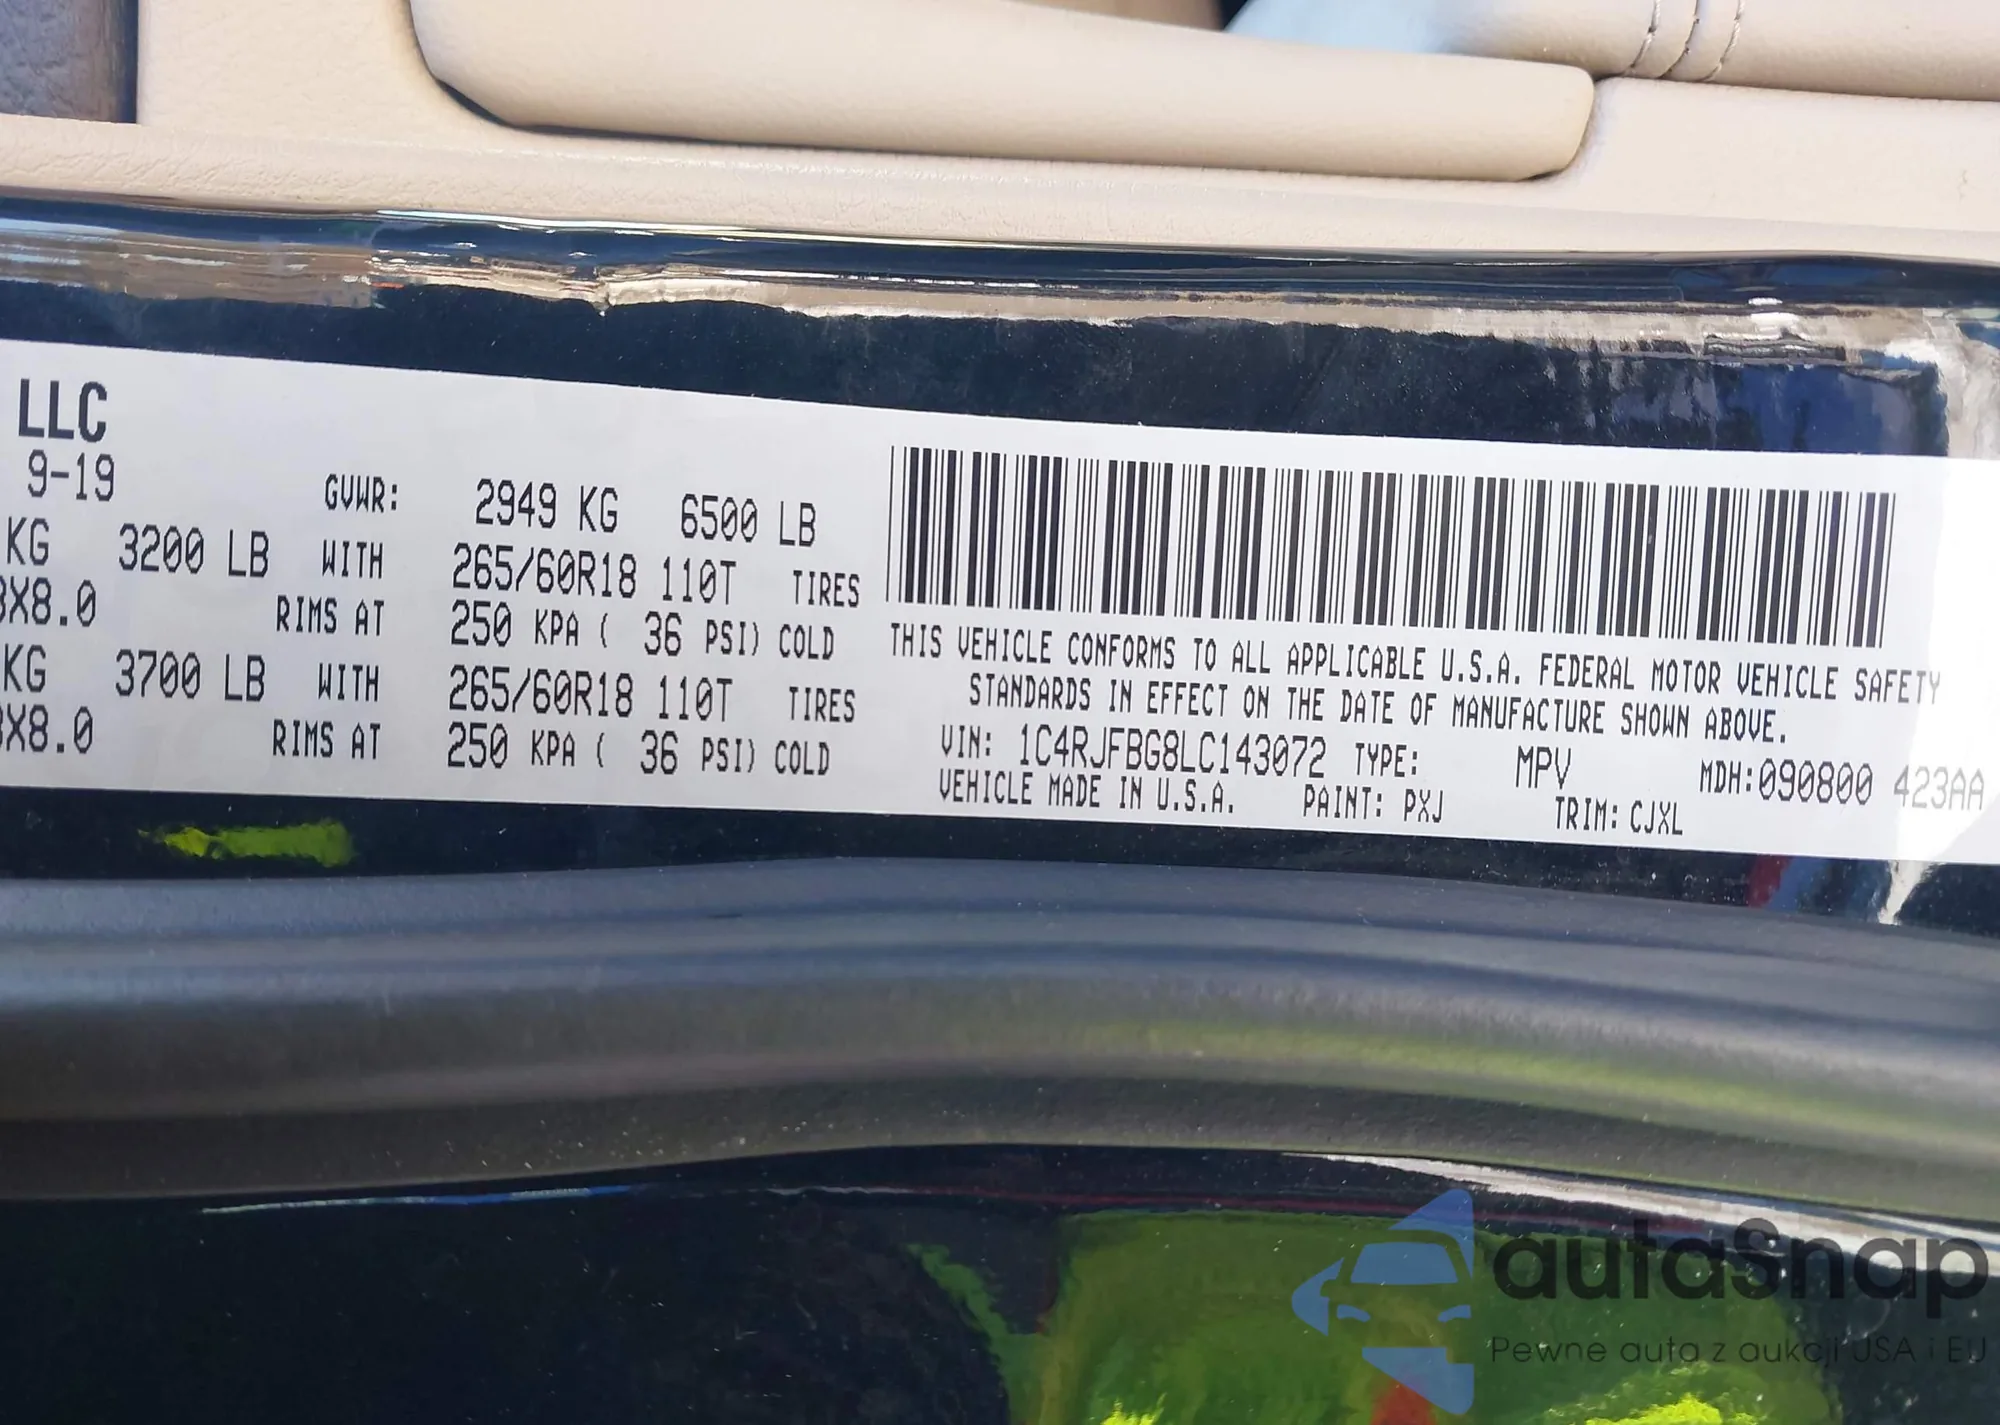 LLC
9-19 GVWR: 2949 KG 6500 LB
KG 3200 LB WITH 265/60R18 110T TIRES
X8.0 RIMS AT 250 KPA ( 36 PSI) COLD
KG 3700 LB WITH 265/60R18 110T TIRES
X8.0 RIMS AT 250 KPA ( 36 PSI) COLD
THIS VEHICLE CONFORMS TO ALL APPLICABLE U.S.A. FEDERAL MOTOR VEHICLE SAFETY
STANDARDS IN EFFECT ON THE DATE OF MANUFACTURE SHOWN ABOVE.
VIN: 1C4RJFBG8LC143072 TYPE: MPV MDH:090800 423AA
VEHICLE MADE IN U.S.A. PAINT: PXJ TRIM: CJXL
autaSnap
Pewne auta z aukcji USA i EU